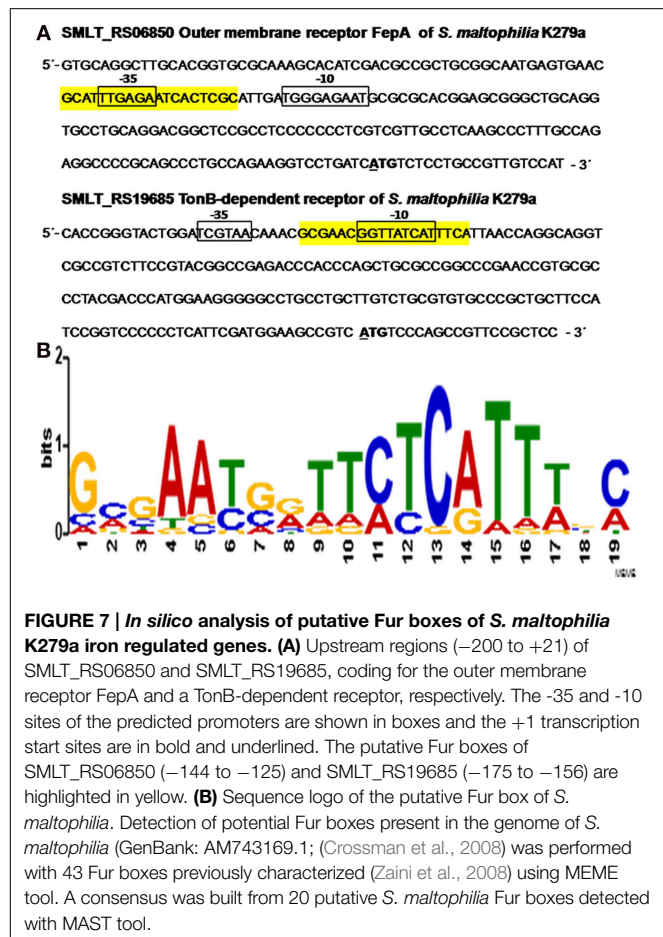 A SMLT_RS06850 Outer membrane receptor FepA of S. maltophilia K279a
5´-GTGCAGGCTTGCACGGTGCGCAAAGCACATCGACGCCGCTGCGGCAATGAGTGAAC
-35 -10
GCATTTGAGAATCACTCGCATTGATGGGAGAATGCGCGCACGGAGCGGGCTGCAGG
TGCCTGCAGGACGGCTCCGCCTCCCCCCCTCGTCGTTGCCTCAAGCCCTTTGCCAG
AGGCCCCGCAGCCCTGCCAGAAGGTCCTGATCATGTCTCCTGCCGTTGTCCAT -3´
SMLT_RS19685 TonB-dependent receptor of S. maltophilia K279a
-35 -10
5´-CACCGGGTACTGGATCGTAACAAACGCGAACGGTTATCATTTCATTAACCAGGCAGGT
CGCCGTCTTCCGTACGGCCGAGACCCACCCAGCTGCGCCGGCCCGAACCGTGCGC
CCTACGACCCATGGAAGGGGGCCTGCCTGCTTGTCTGCGTGTGCCCGCTGCTTCCA
TCCGGTCCCCCCTCATTCGATGGAAGCCGTC ATGTCCCAGCCGTTCCGCTCC -3´
B
2
1
0
bits
1 2 3 4 5 6 7 8 9 10 11 12 13 14 15 16 17 18 19
MEME
FIGURE 7 | In silico analysis of putative Fur boxes of S. maltophilia
K279a iron regulated genes. (A) Upstream regions (−200 to +21) of
SMLT_RS06850 and SMLT_RS19685, coding for the outer membrane
receptor FepA and a TonB-dependent receptor, respectively. The -35 and -10
sites of the predicted promoters are shown in boxes and the +1 transcription
start sites are in bold and underlined. The putative Fur boxes of
SMLT_RS06850 (−144 to −125) and SMLT_RS19685 (−175 to −156) are
highlighted in yellow. (B) Sequence logo of the putative Fur box of S.
maltophilia. Detection of potential Fur boxes present in the genome of S.
maltophilia (GenBank: AM743169.1; (Crossman et al., 2008) was performed
with 43 Fur boxes previously characterized (Zaini et al., 2008) using MEME
tool. A consensus was built from 20 putative S. maltophilia Fur boxes detected
with MAST tool.